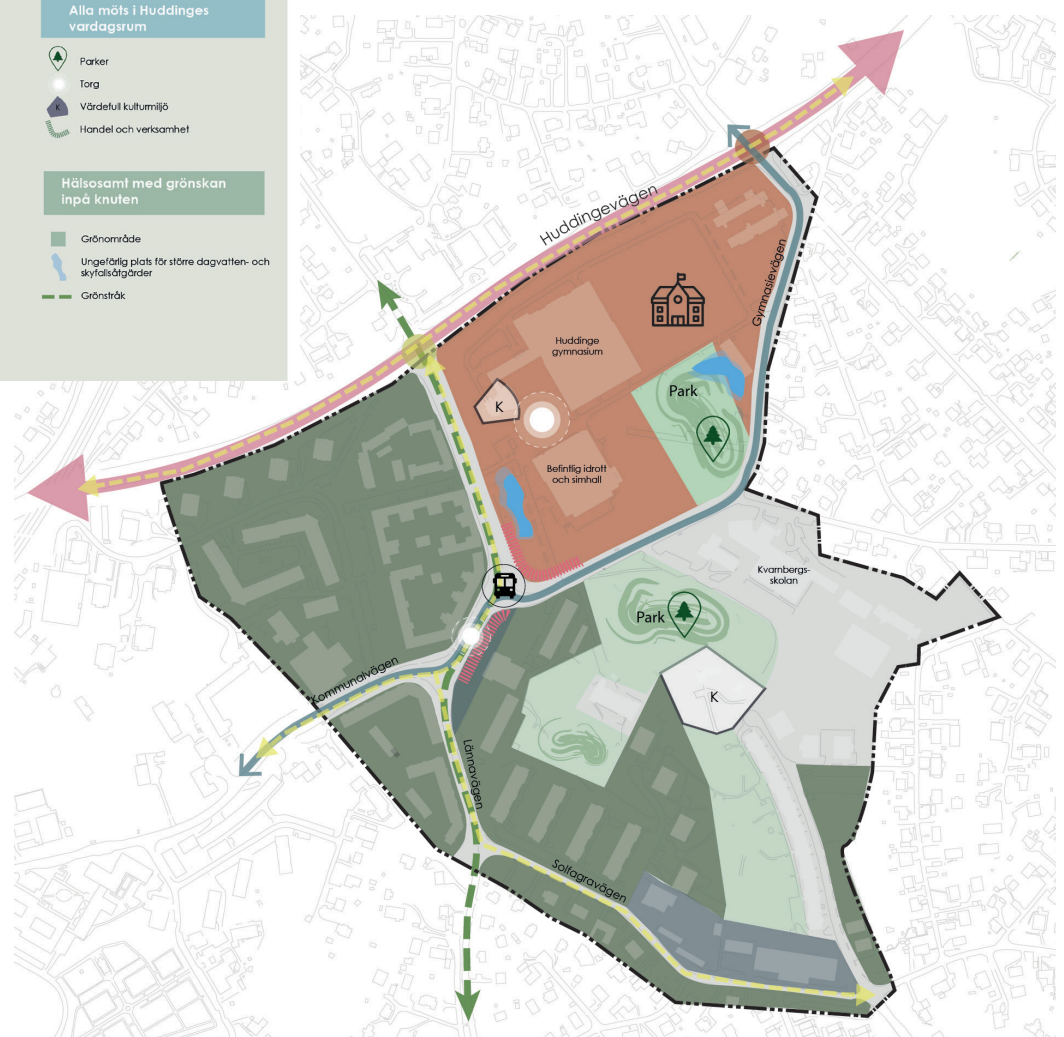 Alla möts i Huddinges
vardagsrum
Parker
Torg
K
Värdefull kulturmiljö
Handel och verksamhet
Hälsosamt med grönskan
inpå knuten
Grönområde
Ungefärlig plats för större dagvatten- och
skyfallsåtgärder
Grönstråk
Huddingevägen
Gymnasievägen
Huddinge
gymnasium
Park
K
Befintlig idrott
och simhall
Kvarnbergs-
skolan
Park
Kommunalvägen
K
Lännavägen
Solfagravägen